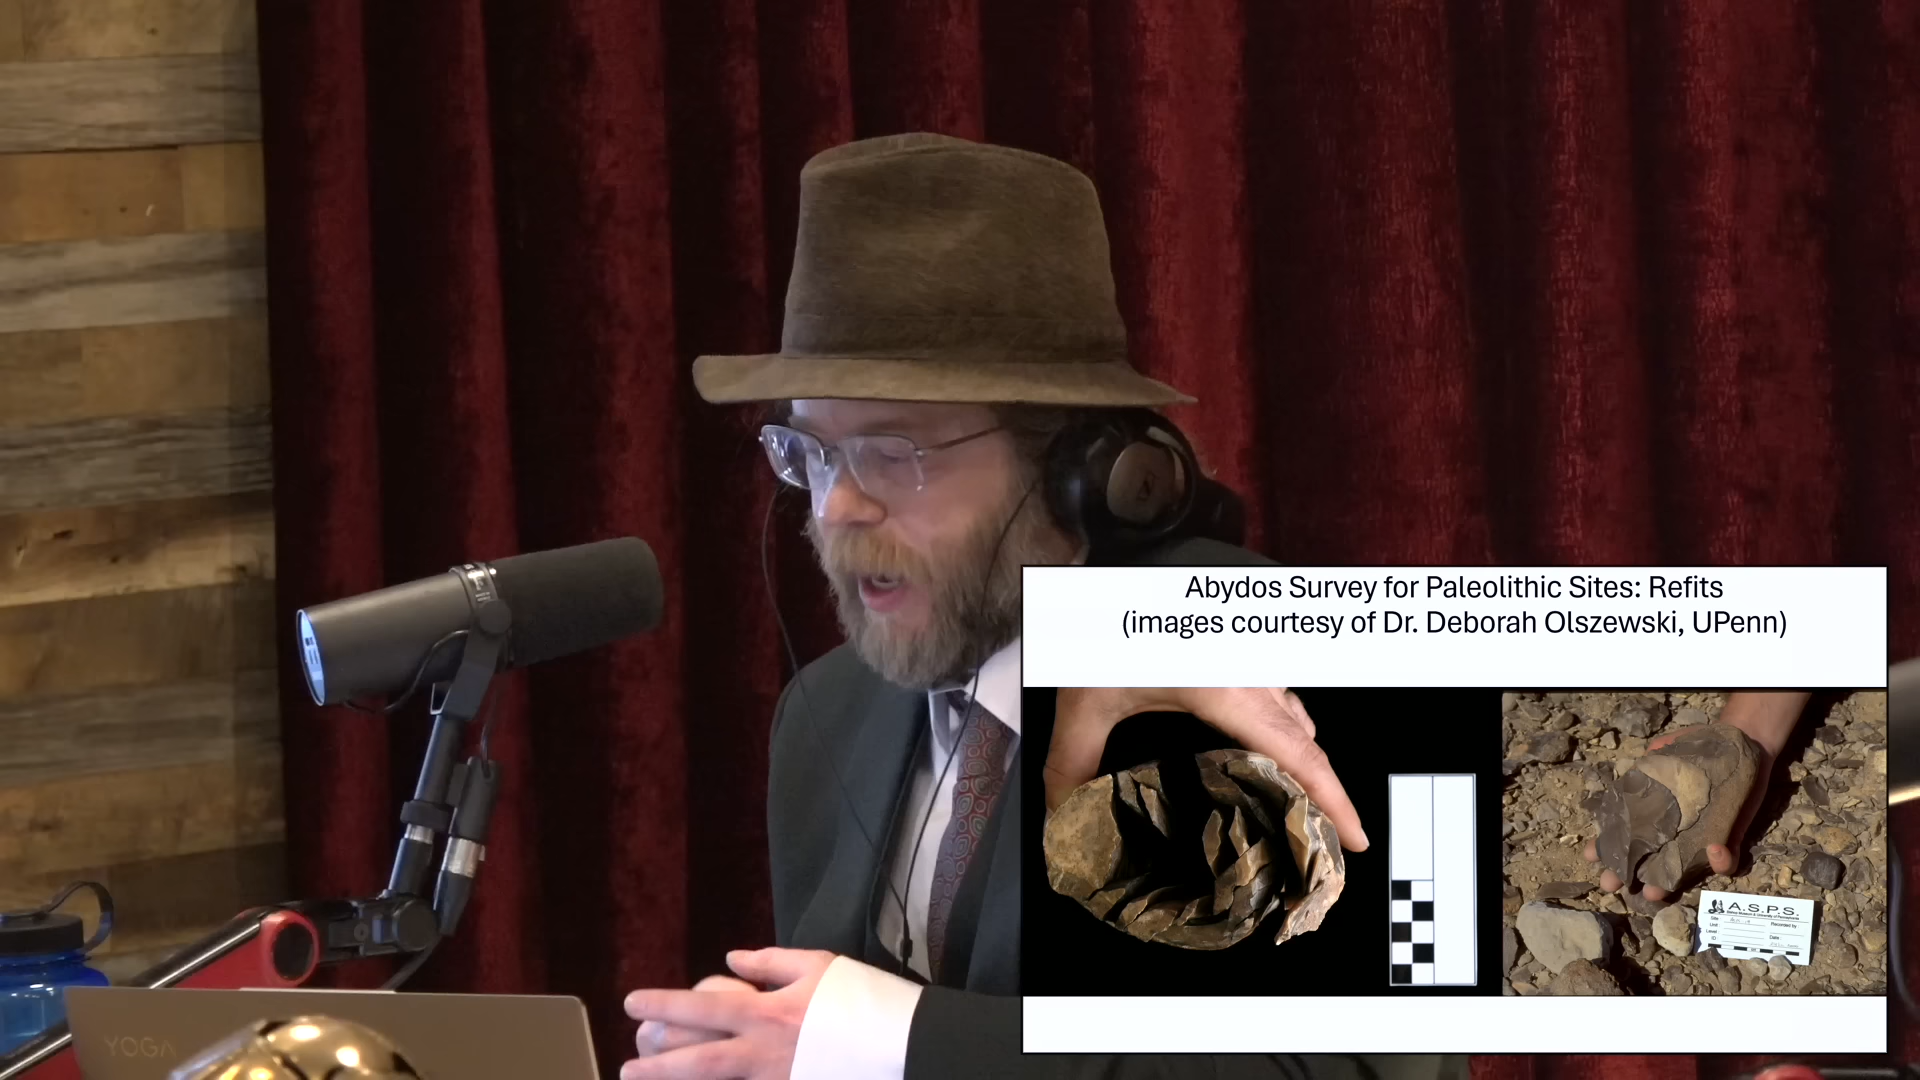 Abydos Survey for Paleolithic Sites: Refits
(images courtesy of Dr. Deborah Olszewski, UPenn)
A.S.P.S.
YOGA